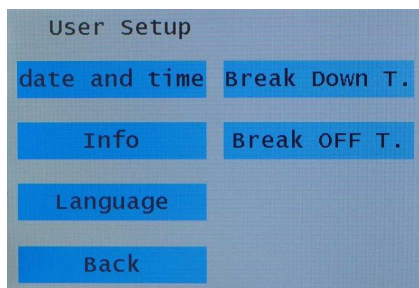 User Setup
date and time
Break Down T.
Info
Break OFF T.
Language
Back